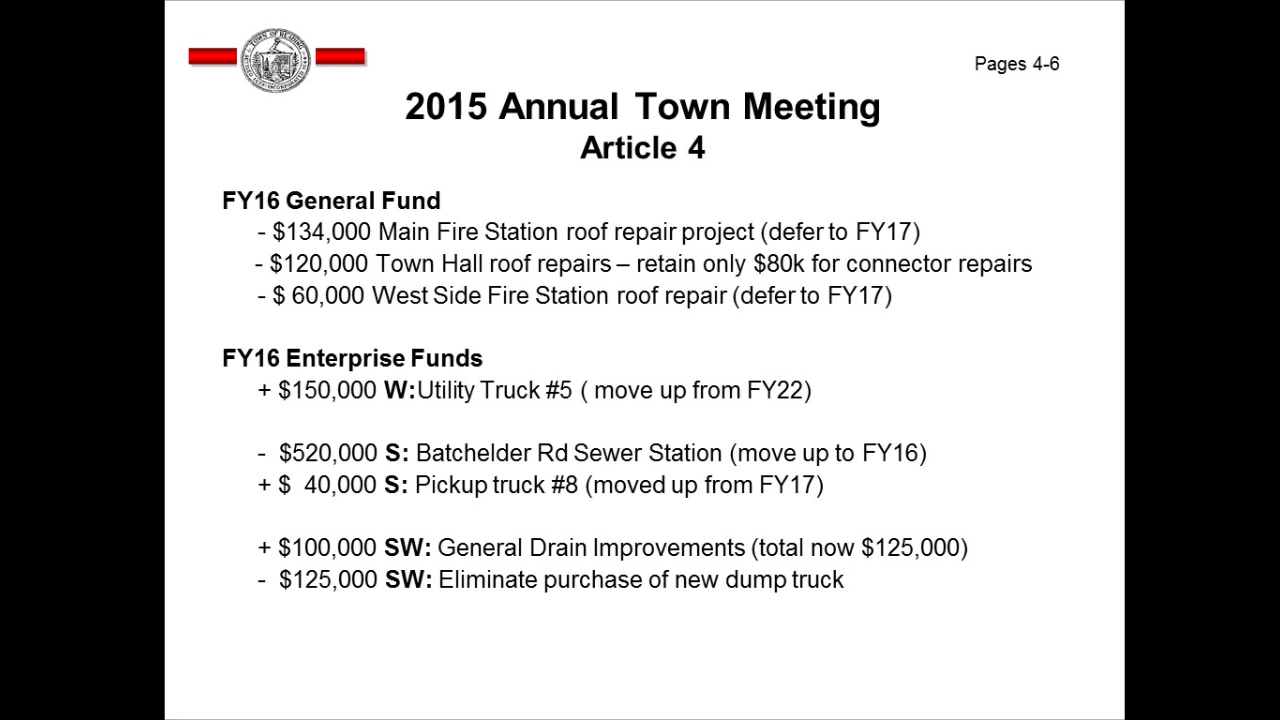 TOWN OF READING
Pages 4-6
2015 Annual Town Meeting
Article 4
FY16 General Fund
- $134,000 Main Fire Station roof repair project (defer to FY17)
- $120,000 Town Hall roof repairs – retain only $80k for connector repairs
- $ 60,000 West Side Fire Station roof repair (defer to FY17)
FY16 Enterprise Funds
+ $150,000 W:Utility Truck #5 ( move up from FY22)
- $520,000 S: Batchelder Rd Sewer Station (move up to FY16)
+ $ 40,000 S: Pickup truck #8 (moved up from FY17)
+ $100,000 SW: General Drain Improvements (total now $125,000)
- $125,000 SW: Eliminate purchase of new dump truck